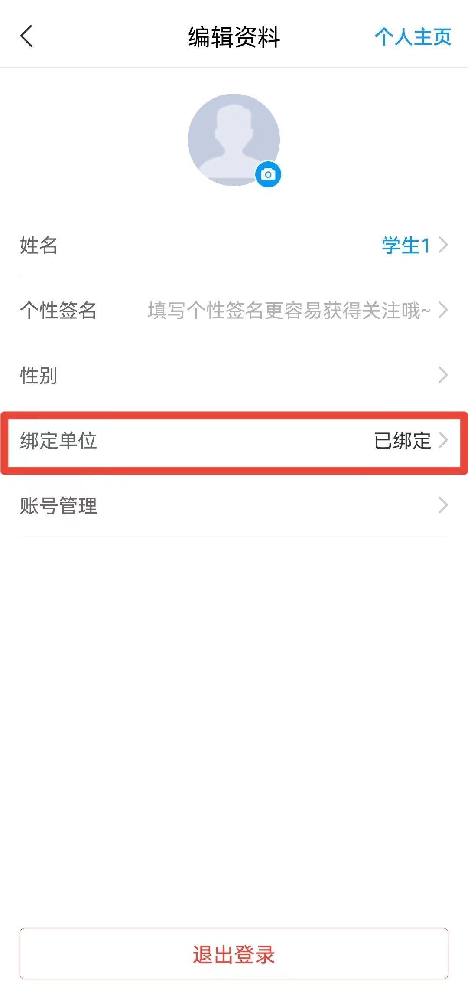 编辑资料
个人主页
姓名
学生1
个性签名
填写个性签名更容易获得关注哦~
性别
绑定单位
已绑定
账号管理
退出登录